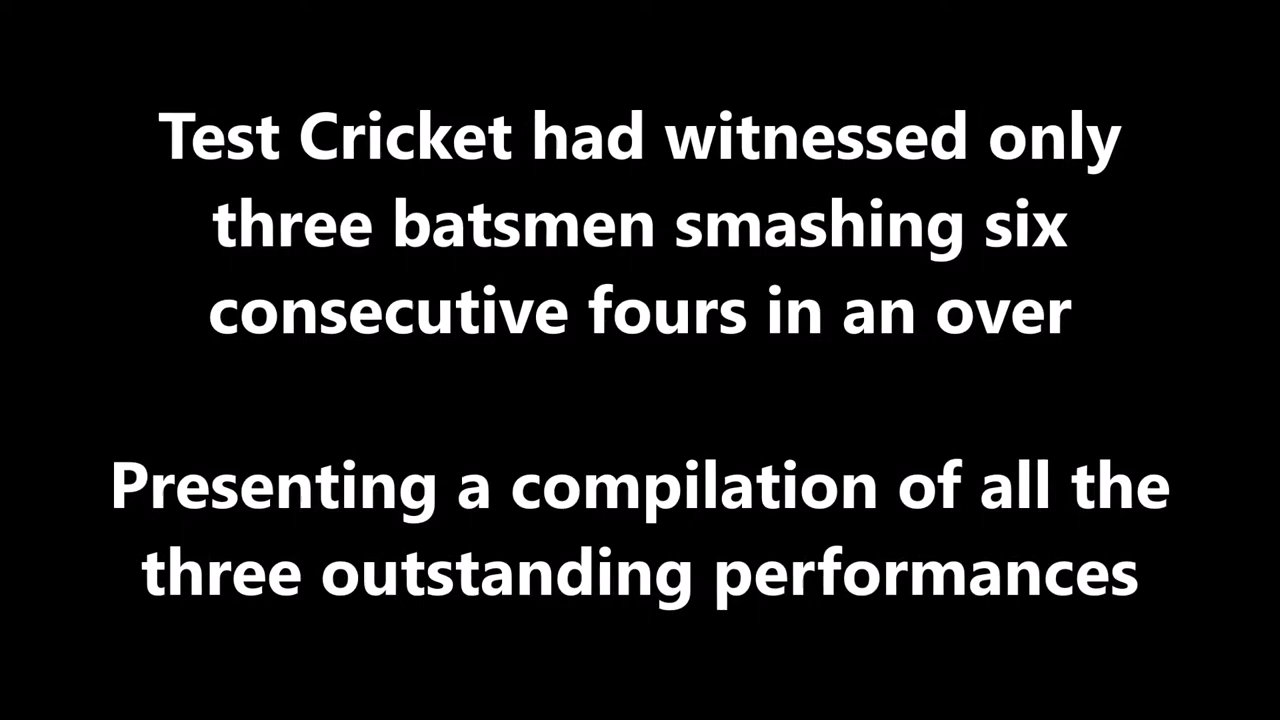 Test Cricket had witnessed only
three batsmen smashing six
consecutive fours in an over
Presenting a compilation of all the
three outstanding performances